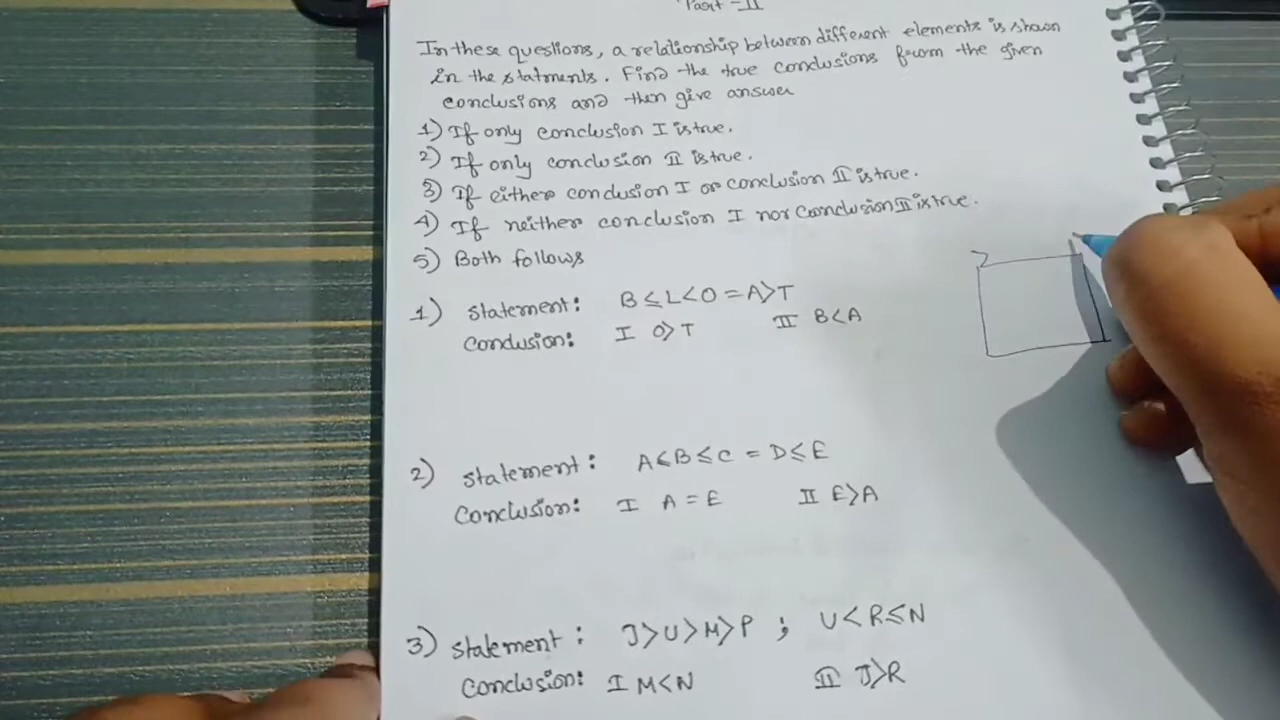 Part -II
In these questions, a relationship between different elements is shown
in the statments. Find the true conclusions from the given
conclusions and then give answer
1) If only conclusion I is true.
2) If only conclusion II is true.
3) If either conclusion I or conclusion II is true.
4) If neither conclusion I nor conclusion II is true.
5) Both follows
1) Statement: B≤L<O=A>T
Conclusion: I O>T II B<A
2) Statement: A≤B≤C = D≤E
Conclusion: I A = E II E>A
3) Statement: J>U>M>P ; U<R≤N
Conclusion: I M<N II J>R